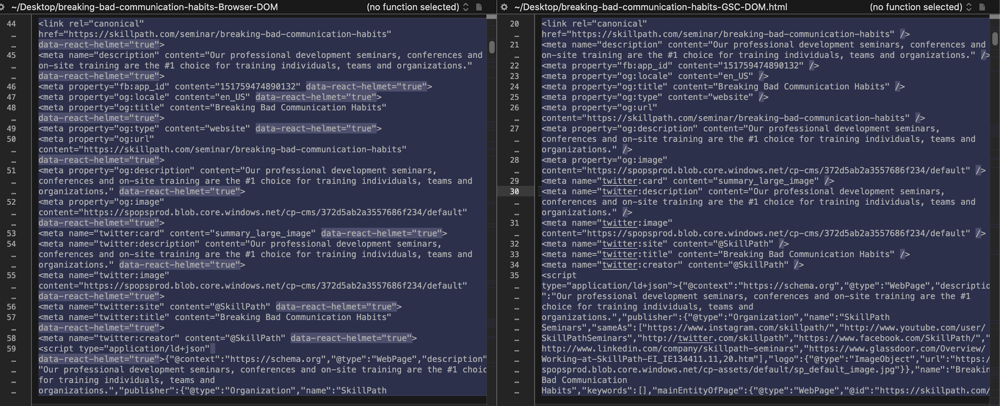 ~/Desktop/breaking-bad-communication-habits-Browser-DOM (no function selected)
44 <link rel="canonical"
… href="https://skillpath.com/seminar/breaking-bad-communication-habits"
… data-react-helmet="true">
45 <meta name="description" content="Our professional development seminars, conferences and
… on-site training are the #1 choice for training individuals, teams and organizations."
… data-react-helmet="true">
46 <meta property="fb:app_id" content="151759474890132" data-react-helmet="true">
47 <meta property="og:locale" content="en_US" data-react-helmet="true">
48 <meta property="og:title" content="Breaking Bad Communication Habits"
… data-react-helmet="true">
49 <meta property="og:type" content="website" data-react-helmet="true">
50 <meta property="og:url"
… content="https://skillpath.com/seminar/breaking-bad-communication-habits"
… data-react-helmet="true">
51 <meta property="og:description" content="Our professional development seminars,
… conferences and on-site training are the #1 choice for training individuals, teams and
… organizations." data-react-helmet="true">
52 <meta property="og:image"
… content="https://spopsprod.blob.core.windows.net/cp-cms/372d5ab2a3557686f234/default"
… data-react-helmet="true">
53 <meta name="twitter:card" content="summary_large_image" data-react-helmet="true">
54 <meta name="twitter:description" content="Our professional development seminars,
… conferences and on-site training are the #1 choice for training individuals, teams and
… organizations." data-react-helmet="true">
55 <meta name="twitter:image"
… content="https://spopsprod.blob.core.windows.net/cp-cms/372d5ab2a3557686f234/default"
… data-react-helmet="true">
56 <meta name="twitter:site" content="@SkillPath" data-react-helmet="true">
57 <meta name="twitter:title" content="Breaking Bad Communication Habits"
… data-react-helmet="true">
58 <meta name="twitter:creator" content="@SkillPath" data-react-helmet="true">
59 <script type="application/ld+json"
… data-react-helmet="true">{"@context":"https://schema.org","@type":"WebPage","description"
… "Our professional development seminars, conferences and on-site training are the #1 choic
… for training individuals, teams and
… organizations.","publisher":{"@type":"Organization","name":"SkillPath
~/Desktop/breaking-bad-communication-habits-GSC-DOM.html (no function selected)
20 <link rel="canonical"
… href="https://skillpath.com/seminar/breaking-bad-communication-habits" />
21 <meta name="description" content="Our professional development seminars, conferences and
… on-site training are the #1 choice for training individuals, teams and organizations." />
22 <meta property="fb:app_id" content="151759474890132" />
23 <meta property="og:locale" content="en_US" />
24 <meta property="og:title" content="Breaking Bad Communication Habits" />
25 <meta property="og:type" content="website" />
26 <meta property="og:url"
… content="https://skillpath.com/seminar/breaking-bad-communication-habits" />
27 <meta property="og:description" content="Our professional development seminars,
… conferences and on-site training are the #1 choice for training individuals, teams and
… organizations." />
28 <meta property="og:image"
… content="https://spopsprod.blob.core.windows.net/cp-cms/372d5ab2a3557686f234/default" />
29 <meta name="twitter:card" content="summary_large_image" />
30 <meta name="twitter:description" content="Our professional development seminars,
… conferences and on-site training are the #1 choice for training individuals, teams and
… organizations." />
31 <meta name="twitter:image"
… content="https://spopsprod.blob.core.windows.net/cp-cms/372d5ab2a3557686f234/default" />
32 <meta name="twitter:site" content="@SkillPath" />
33 <meta name="twitter:title" content="Breaking Bad Communication Habits" />
34 <meta name="twitter:creator" content="@SkillPath" />
35 <script
… type="application/ld+json">{"@context":"https://schema.org","@type":"WebPage","descriptio
… ":"Our professional development seminars, conferences and on-site training are the #1
… choice for training individuals, teams and
… organizations.","publisher":{"@type":"Organization","name":"SkillPath
… Seminars","sameAs":["https://www.instagram.com/skillpath/","http://www.youtube.com/user/
… SkillPathSeminars","http://twitter.com/skillpath","https://www.facebook.com/SkillPath/","
… http://www.linkedin.com/company/skillpath-seminars","https://www.glassdoor.com/Overview/
… Working-at-SkillPath-EI_IE134411.11,20.htm"],"logo":{"@type":"ImageObject","url":"https:/
… spopsprod.blob.core.windows.net/cp-assets/default/sp_default_image.jpg"}},"name":"Breakin
… Bad Communication
… Habits","keywords":[],"mainEntityOfPage":{"@type":"WebPage","@id":"https://skillpath.com/